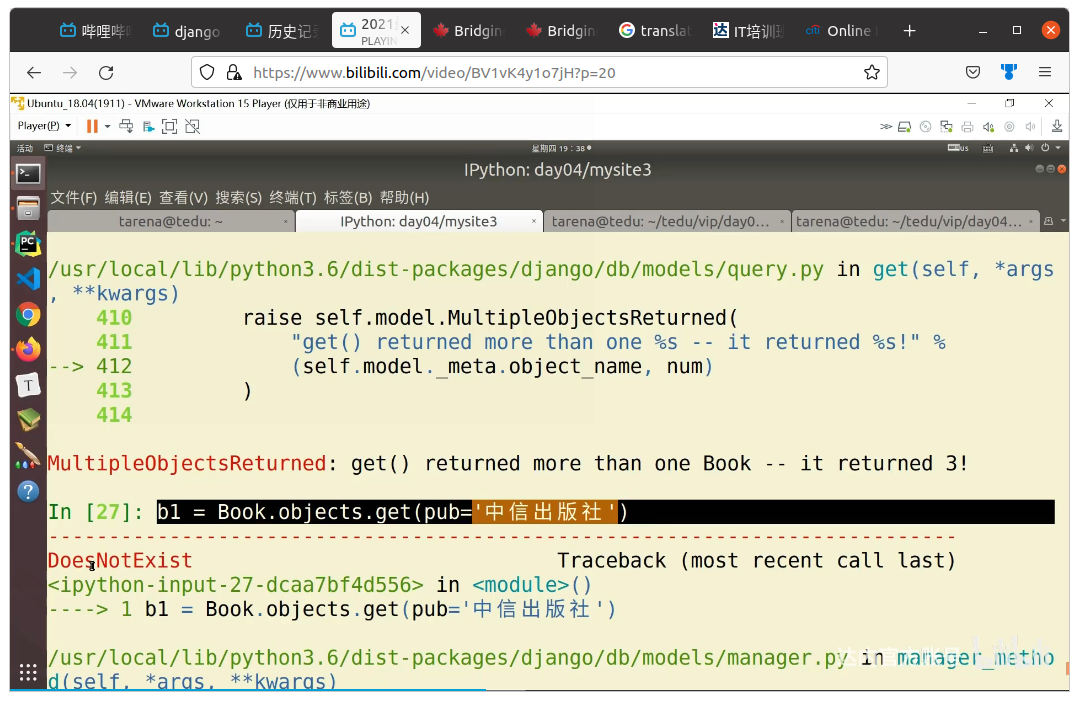 哔哩哔哩
django
历史记录
2021
PLAYIN
Bridgin
Bridgin
translat
IT培训班
Online
https://www.bilibili.com/video/BV1vK4y1o7jH?p=20
Ubuntu_18.04(1911) - VMware Workstation 15 Player (仅用于非商业用途)
Player(P)
活动 终端 星期四 19：38
IPython: day04/mysite3
文件(F) 编辑(E) 查看(V) 搜索(S) 终端(T) 标签(B) 帮助(H)
tarena@tedu: ~ IPython: day04/mysite3 tarena@tedu: ~/tedu/vip/day0... tarena@tedu: ~/tedu/vip/day04...
/usr/local/lib/python3.6/dist-packages/django/db/models/query.py in get(self, *args
, **kwargs)
410 raise self.model.MultipleObjectsReturned(
411 "get() returned more than one %s -- it returned %s!" %
--> 412 (self.model._meta.object_name, num)
413 )
414
MultipleObjectsReturned: get() returned more than one Book -- it returned 3!
In [27]: b1 = Book.objects.get(pub='中信出版社')
---------------------------------------------------------------------------
DoesNotExist Traceback (most recent call last)
<ipython-input-27-dcaa7bf4d556> in <module>()
----> 1 b1 = Book.objects.get(pub='中信出版社')
/usr/local/lib/python3.6/dist-packages/django/db/models/manager.py in manager_metho
d(self, *args, **kwargs)